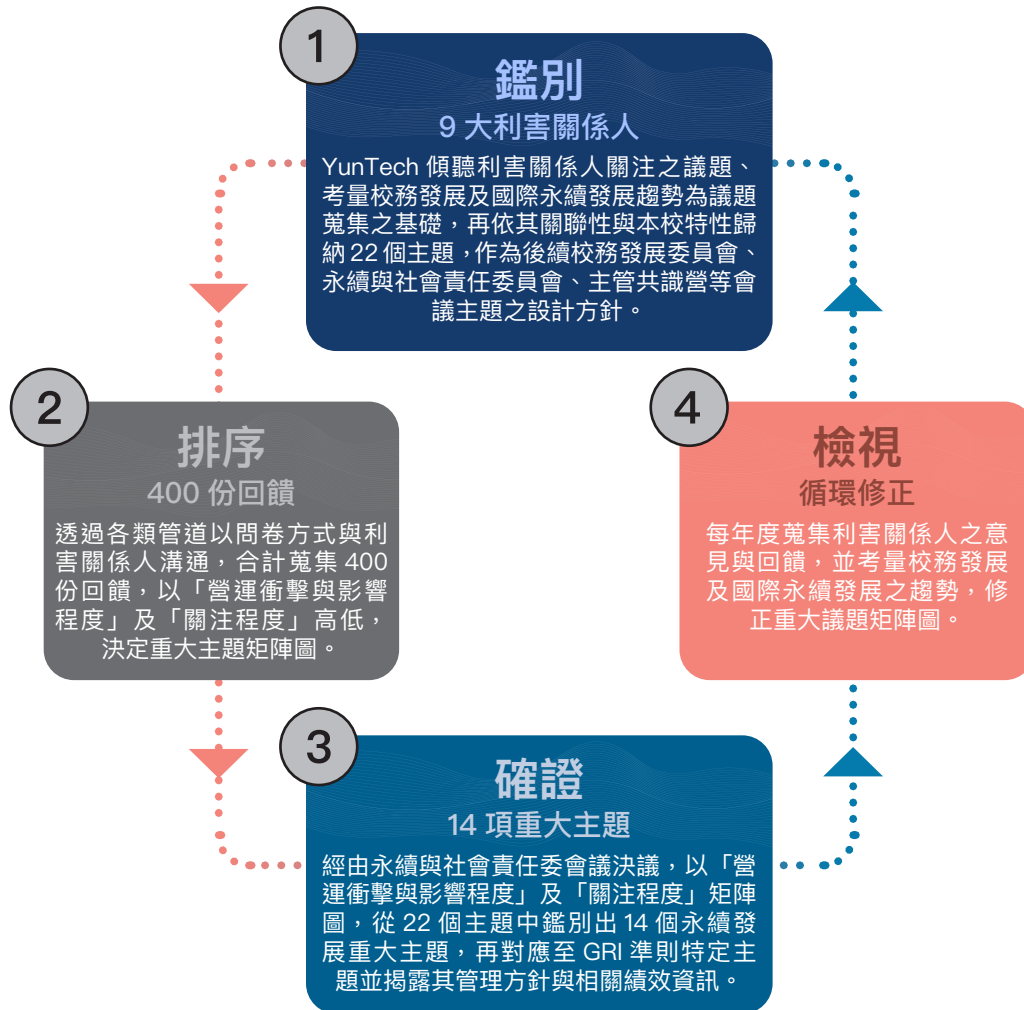 1
鑑別
9 大利害關係人
YunTech 傾聽利害關係人關注之議題、
考量校務發展及國際永續發展趨勢為議題
蒐集之基礎，再依其關聯性與本校特性歸
納 22 個主題，作為後續校務發展委員會、
永續與社會責任委員會、主管共識營等會
議主題之設計方針。
2
排序
400 份回饋
透過各類管道以問卷方式與利
害關係人溝通，合計蒐集 400
份回饋，以「營運衝擊與影響
程度」及「關注程度」高低，
決定重大主題矩陣圖。
3
確證
14 項重大主題
經由永續與社會責任委會議決議，以「營
運衝擊與影響程度」及「關注程度」矩陣
圖，從 22 個主題中鑑別出 14 個永續發
展重大主題，再對應至 GRI 準則特定主
題並揭露其管理方針與相關績效資訊。
4
檢視
循環修正
每年度蒐集利害關係人之意
見與回饋，並考量校務發展
及國際永續發展之趨勢，修
正重大議題矩陣圖。